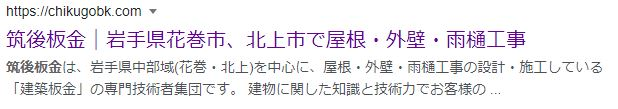 https://chikugobk.com
筑後板金｜岩手県花巻市、北上市で屋根・外壁・雨樋工事
筑後板金は、岩手県中部域(花巻・北上)を中心に、屋根・外壁・雨樋工事の設計・施工している
「建築板金」の専門技術者集団です。 建物に関した知識と技術力でお客様の ...